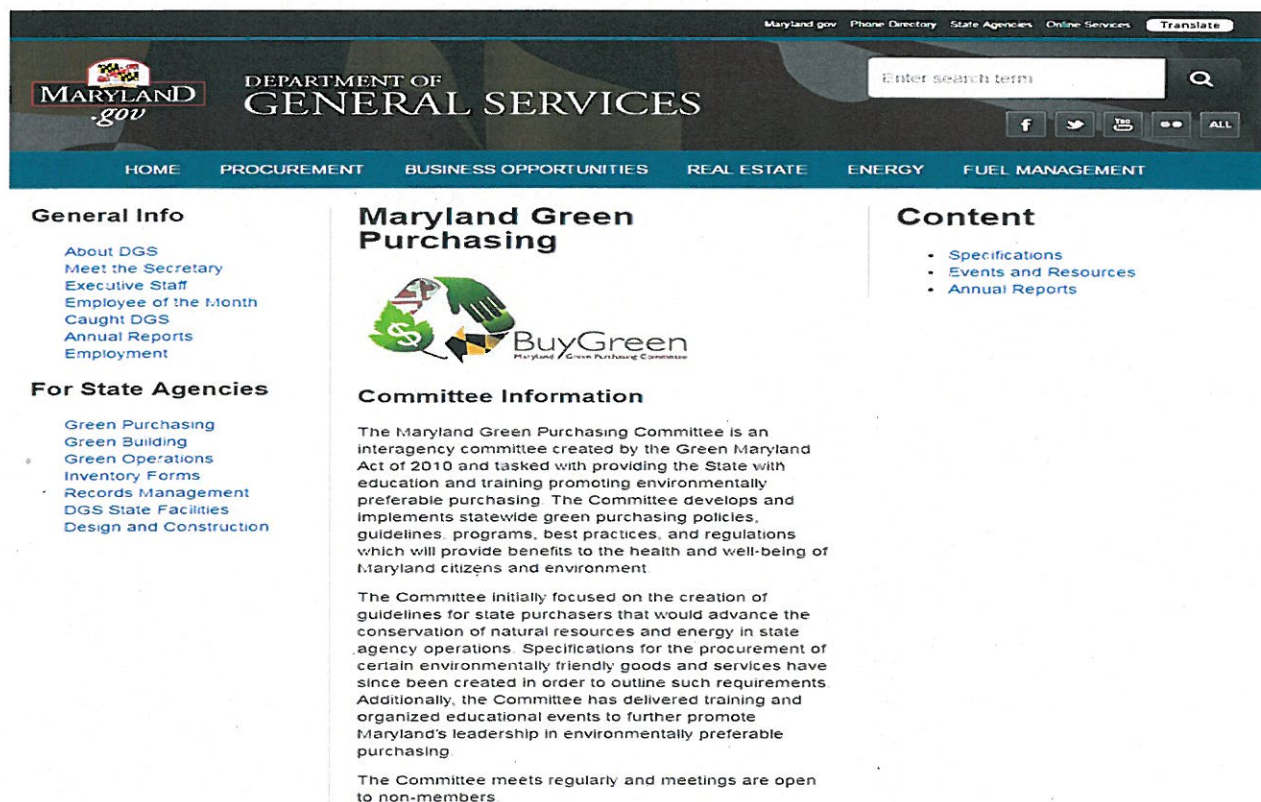 Maryland.gov Phone Directory State Agencies Online Services Translate
MARYLAND
.gov
DEPARTMENT OF
GENERAL SERVICES
Enter search term
f You ALL
HOME PROCUREMENT BUSINESS OPPORTUNITIES REAL ESTATE ENERGY FUEL MANAGEMENT
General Info
About DGS
Meet the Secretary
Executive Staff
Employee of the Month
Caught DGS
Annual Reports
Employment
For State Agencies
Green Purchasing
Green Building
Green Operations
Inventory Forms
Records Management
DGS State Facilities
Design and Construction
Maryland Green
Purchasing
$
BuyGreen
Maryland Green Purchasing Committee
Committee Information
The Maryland Green Purchasing Committee is an
interagency committee created by the Green Maryland
Act of 2010 and tasked with providing the State with
education and training promoting environmentally
preferable purchasing. The Committee develops and
implements statewide green purchasing policies,
guidelines, programs, best practices, and regulations
which will provide benefits to the health and well-being of
Maryland citizens and environment.
The Committee initially focused on the creation of
guidelines for state purchasers that would advance the
conservation of natural resources and energy in state
agency operations. Specifications for the procurement of
certain environmentally friendly goods and services have
since been created in order to outline such requirements.
Additionally, the Committee has delivered training and
organized educational events to further promote
Maryland's leadership in environmentally preferable
purchasing.
The Committee meets regularly and meetings are open
to non-members.
Content
• Specifications
• Events and Resources
• Annual Reports